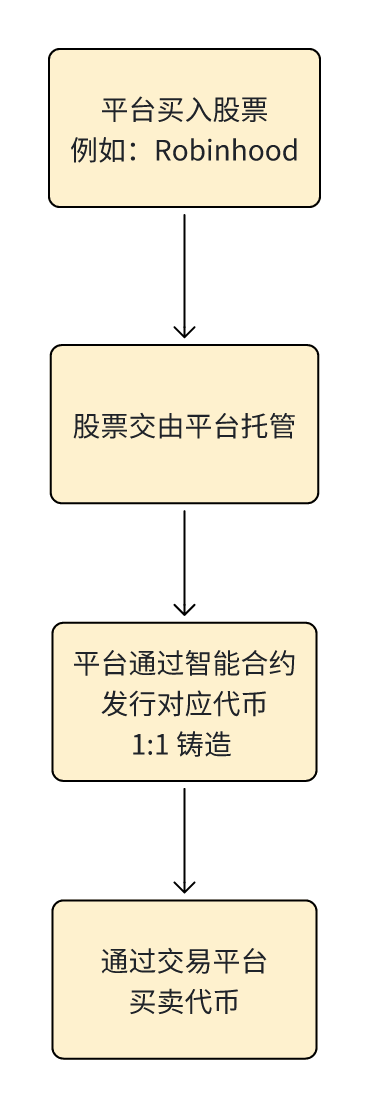 平台买入股票
例如：Robinhood
股票交由平台托管
平台通过智能合约
发行对应代币
1:1 铸造
通过交易平台
买卖代币